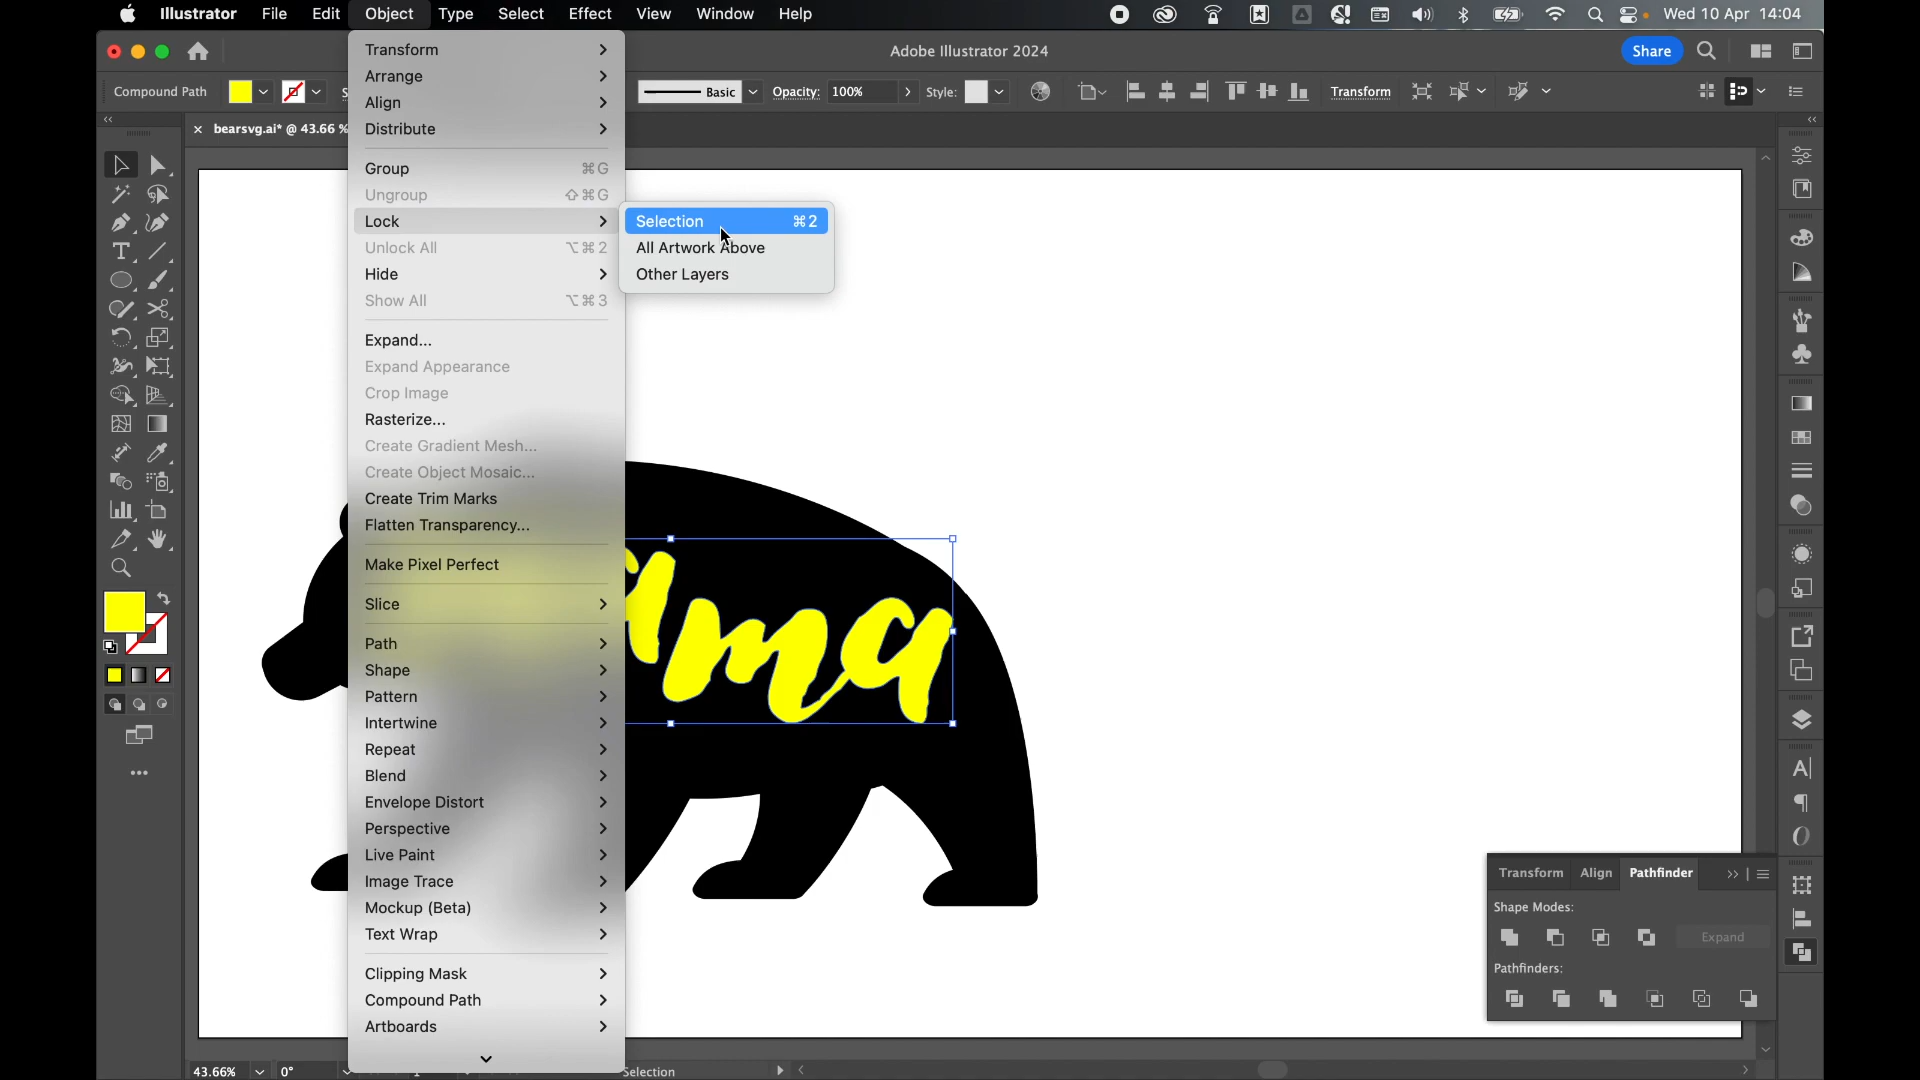 Illustrator File Edit Object Type Select Effect View Window Help Wed 10 Apr 14:04
Adobe Illustrator 2024 Share
Compound Path Basic Opacity: 100% Style: Transform
× bearsvg.ai* @ 43.66 %
Transform
Arrange
Align
Distribute
Group ⌘G
Ungroup ⇧⌘G
Lock
Unlock All ⌥⌘2
Hide
Show All ⌥⌘3
Expand...
Expand Appearance
Crop Image
Rasterize...
Create Gradient Mesh...
Create Object Mosaic...
Create Trim Marks
Flatten Transparency...
Make Pixel Perfect
Slice
Path
Shape
Pattern
Intertwine
Repeat
Blend
Envelope Distort
Perspective
Live Paint
Image Trace
Mockup (Beta)
Text Wrap
Clipping Mask
Compound Path
Artboards
Selection ⌘2
All Artwork Above
Other Layers
Transform Align Pathfinder
Shape Modes:
Expand
Pathfinders:
43.66% 0° Selection